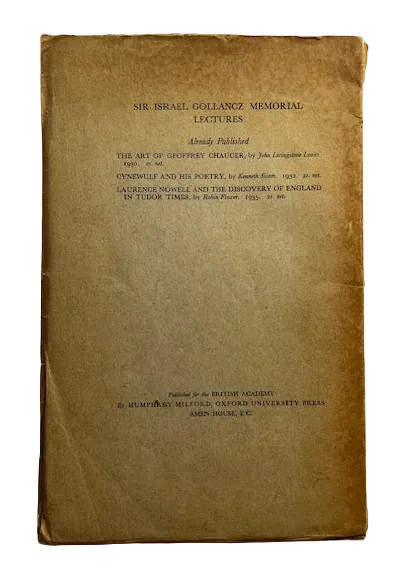 SIR ISRAEL GOLLANCZ MEMORIAL
LECTURES
Already Published
THE ART OF GEOFFREY CHAUCER, by John Livingstone Lowes
1930. 2s. net.
CYNEWULF AND HIS POETRY, by Kenneth Sisam. 1932. 2s. net.
LAURENCE NOWELL AND THE DISCOVERY OF ENGLAND
IN TUDOR TIMES, by Robin Flower. 1935. 2s. net.
Published for the BRITISH ACADEMY
By HUMPHREY MILFORD, OXFORD UNIVERSITY PRESS
AMEN HOUSE, E.C.